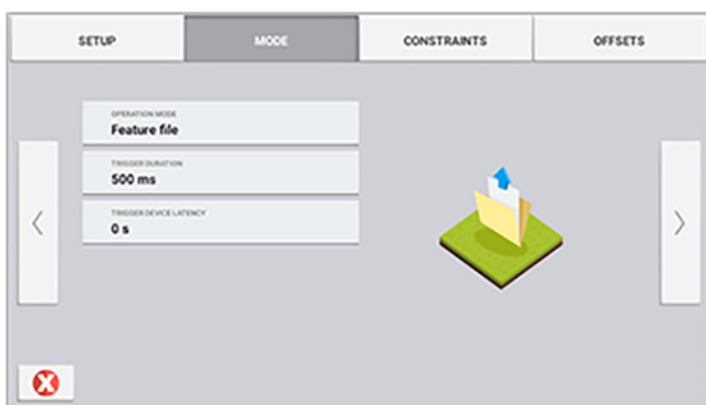 SETUP
MODE
CONSTRAINTS
OFFSETS
OPERATION MODE
Feature file
TRIGGER DURATION
500 ms
TRIGGER DEVICE LATENCY
0 s